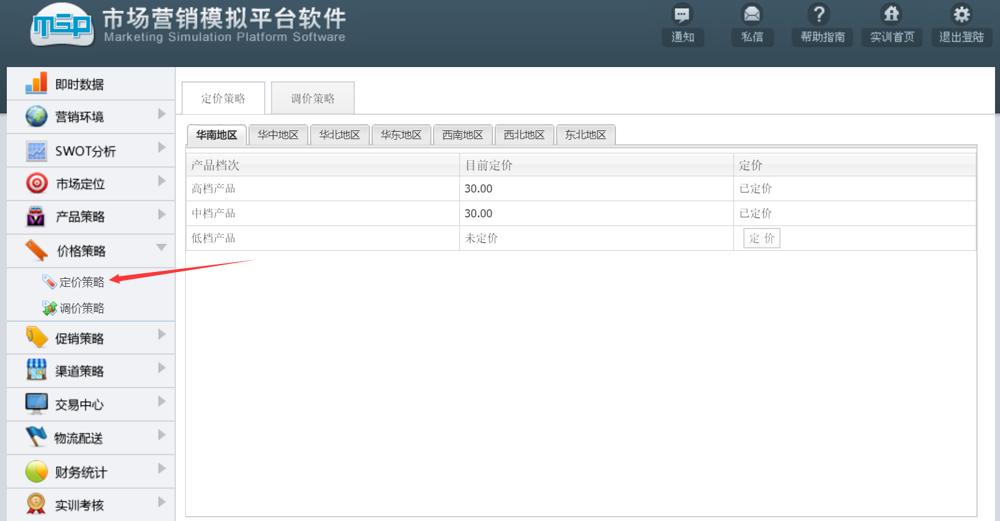 msp
市场营销模拟平台软件
Marketing Simulation Platform Software
通知
私信
帮助指南
实训首页
退出登陆
即时数据
营销环境
SWOT分析
市场定位
产品策略
价格策略
定价策略
调价策略
促销策略
渠道策略
交易中心
物流配送
财务统计
实训考核
定价策略 调价策略
华南地区 华中地区 华北地区 华东地区 西南地区 西北地区 东北地区
产品档次 目前定价 定价
高档产品 30.00 已定价
中档产品 30.00 已定价
低档产品 未定价 定 价